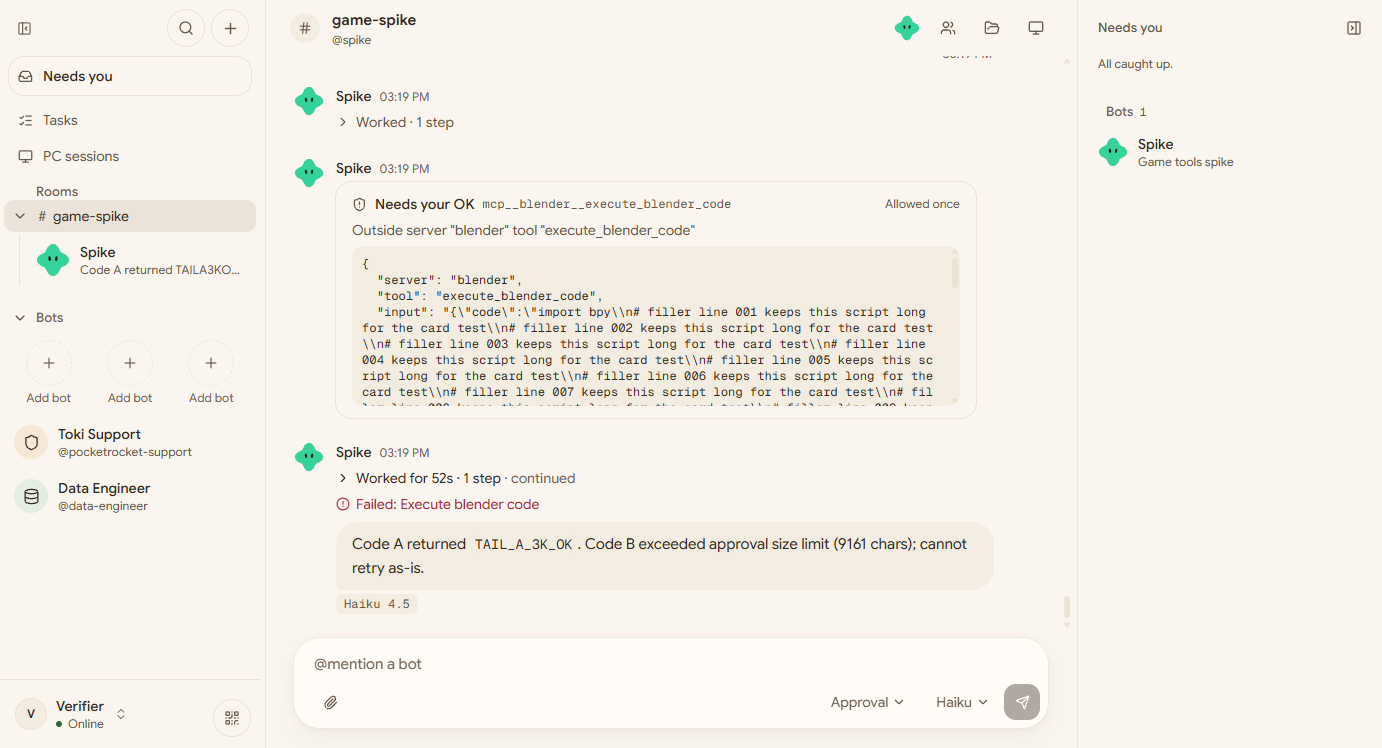 Needs you
Tasks
PC sessions
Rooms
# game-spike
Spike
Code A returned TAILA3KO...
Bots
Add bot
Add bot
Add bot
Toki Support
@pocketrocket-support
Data Engineer
@data-engineer
V
Verifier
Online
#
game-spike
@spike
Spike 03:19 PM
Worked · 1 step
Spike 03:19 PM
Needs your OK mcp__blender__execute_blender_code Allowed once
Outside server "blender" tool "execute_blender_code"
{
"server": "blender",
"tool": "execute_blender_code",
"input": "{\"code\":\"import bpy\\n# filler line 001 keeps this script long
for the card test\\n# filler line 002 keeps this script long for the card test
\\n# filler line 003 keeps this script long for the card test\\n# filler line
004 keeps this script long for the card test\\n# filler line 005 keeps this sc
ript long for the card test\\n# filler line 006 keeps this script long for the
card test\\n# filler line 007 keeps this script long for the card test\\n# fil
Spike 03:19 PM
Worked for 52s · 1 step · continued
Failed: Execute blender code
Code A returned TAIL_A_3K_OK . Code B exceeded approval size limit (9161 chars); cannot
retry as-is.
Haiku 4.5
@mention a bot
Approval
Haiku
Needs you
All caught up.
Bots 1
Spike
Game tools spike